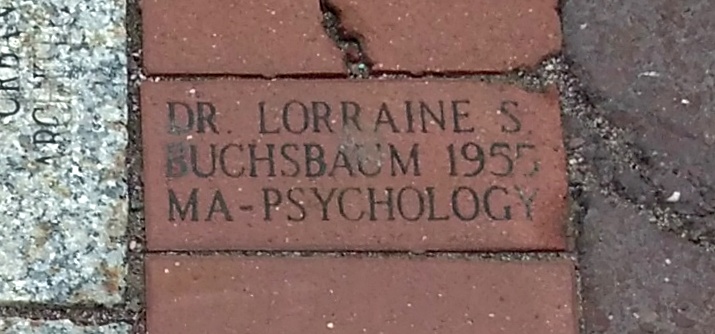 DR. LORRAINE S.
BUCHSBAUM 1955
MA-PSYCHOLOGY